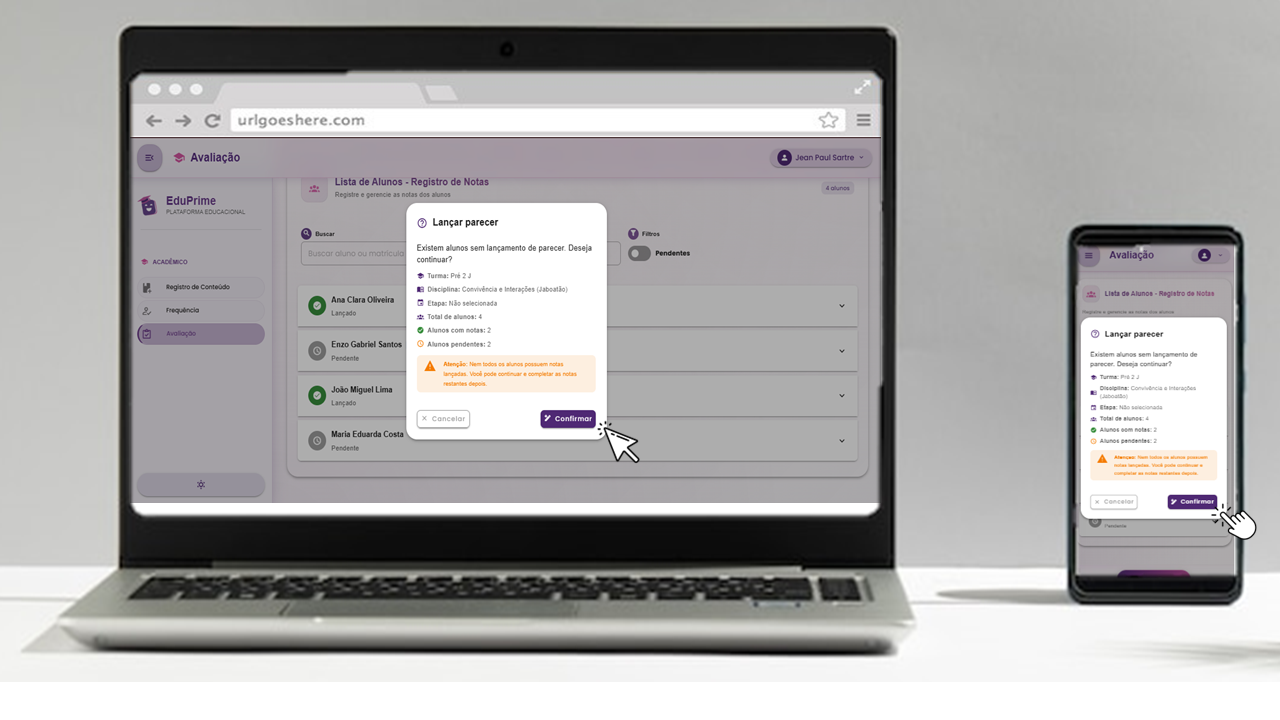 urlgoeshere.com
Avaliação
Jean Paul Sartre
EduPrime
PLATAFORMA EDUCACIONAL
ACADÊMICO
Registro de Conteúdo
Frequência
Avaliação
Lista de Alunos - Registro de Notas
Registre e gerencie as notas dos alunos
4 alunos
Buscar
Buscar aluno ou matrícula
Filtros
Pendentes
Ana Clara Oliveira
Lançado
Enzo Gabriel Santos
Pendente
João Miguel Lima
Lançado
Maria Eduarda Costa
Pendente
Lançar parecer
Existem alunos sem lançamento de parecer. Deseja
continuar?
Turma: Pré 2 J
Disciplina: Convivência e Interações (Jaboatão)
Etapa: Não selecionada
Total de alunos: 4
Alunos com notas: 2
Alunos pendentes: 2
Atenção: Nem todos os alunos possuem notas
lançadas. Você pode continuar e completar as notas
restantes depois.
Cancelar
Confirmar
Avaliação
Lista de Alunos - Registro de Notas
Registre e gerencie as notas dos alunos
Lançar parecer
Existem alunos sem lançamento de
parecer. Deseja continuar?
Turma: Pré 2 J
Disciplina: Convivência e Interações
(Jaboatão)
Etapa: Não selecionada
Total de alunos: 4
Alunos com notas: 2
Alunos pendentes: 2
Atenção: Nem todos os alunos possuem
notas lançadas. Você pode continuar e
completar as notas restantes depois.
Cancelar
Confirmar
Pendente